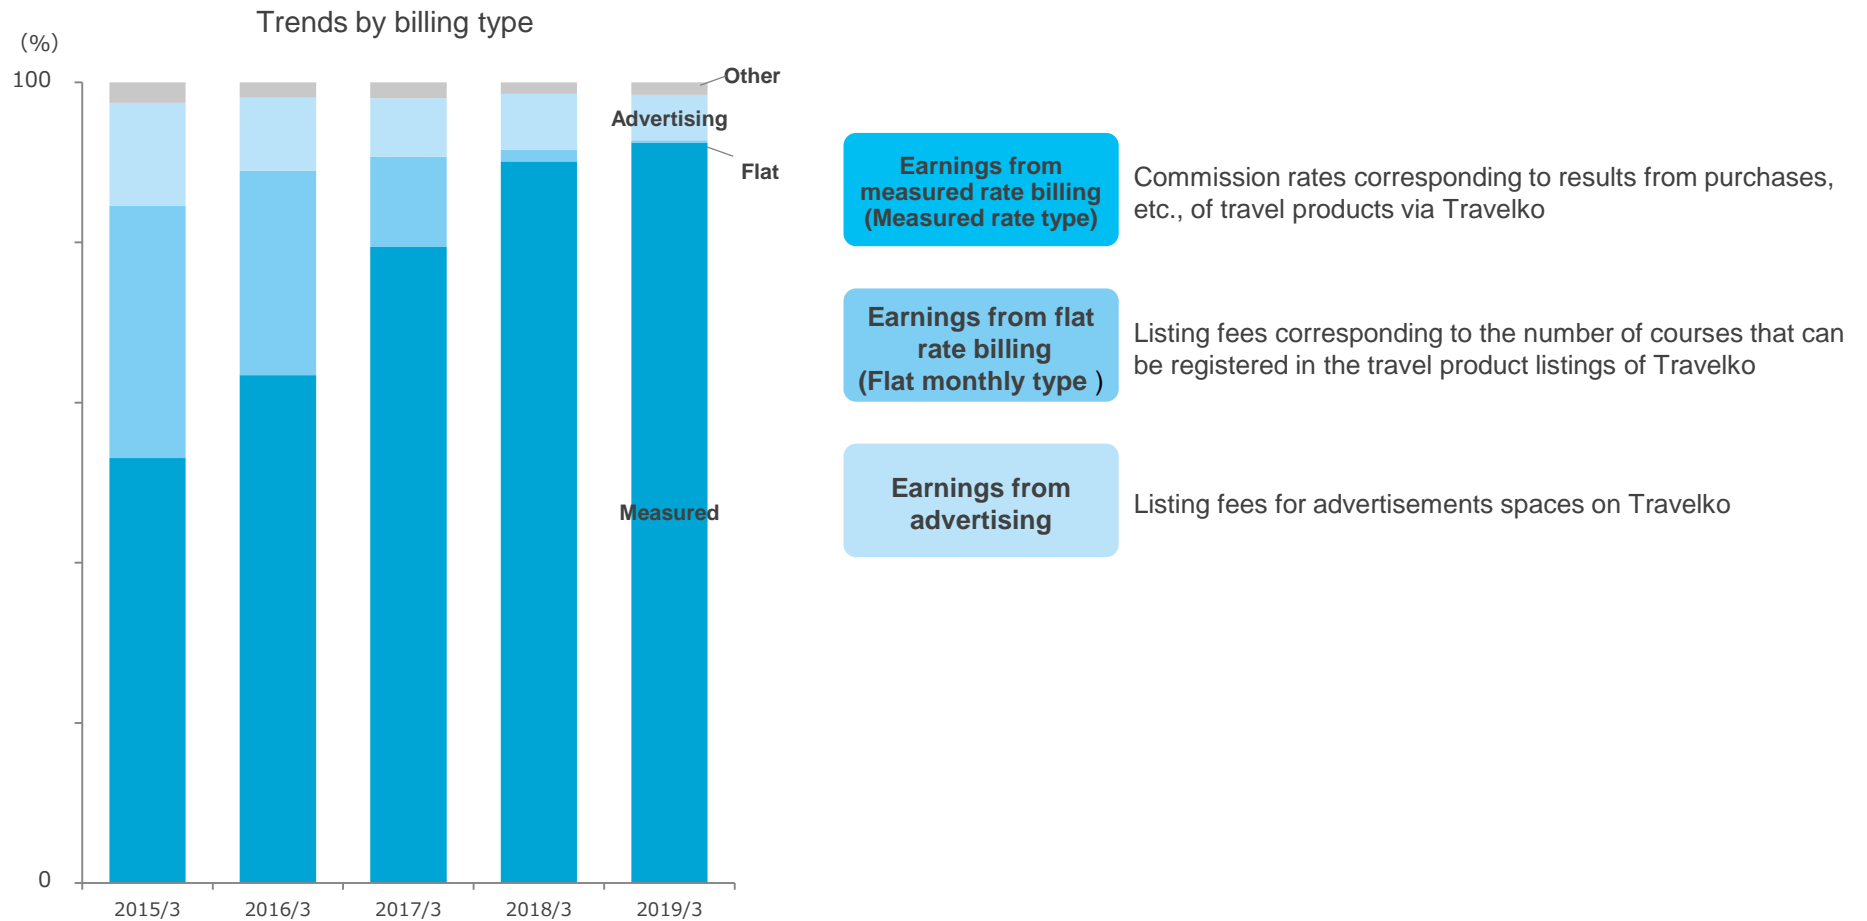 Trends by billing type
(%)
100
0
Other
Advertising
Flat
Measured
2015/3
2016/3
2017/3
2018/3
2019/3
Earnings from
measured rate billing
(Measured rate type)
Commission rates corresponding to results from purchases,
etc., of travel products via Travelko
Earnings from flat
rate billing
(Flat monthly type )
Listing fees corresponding to the number of courses that can
be registered in the travel product listings of Travelko
Earnings from
advertising
Listing fees for advertisements spaces on Travelko